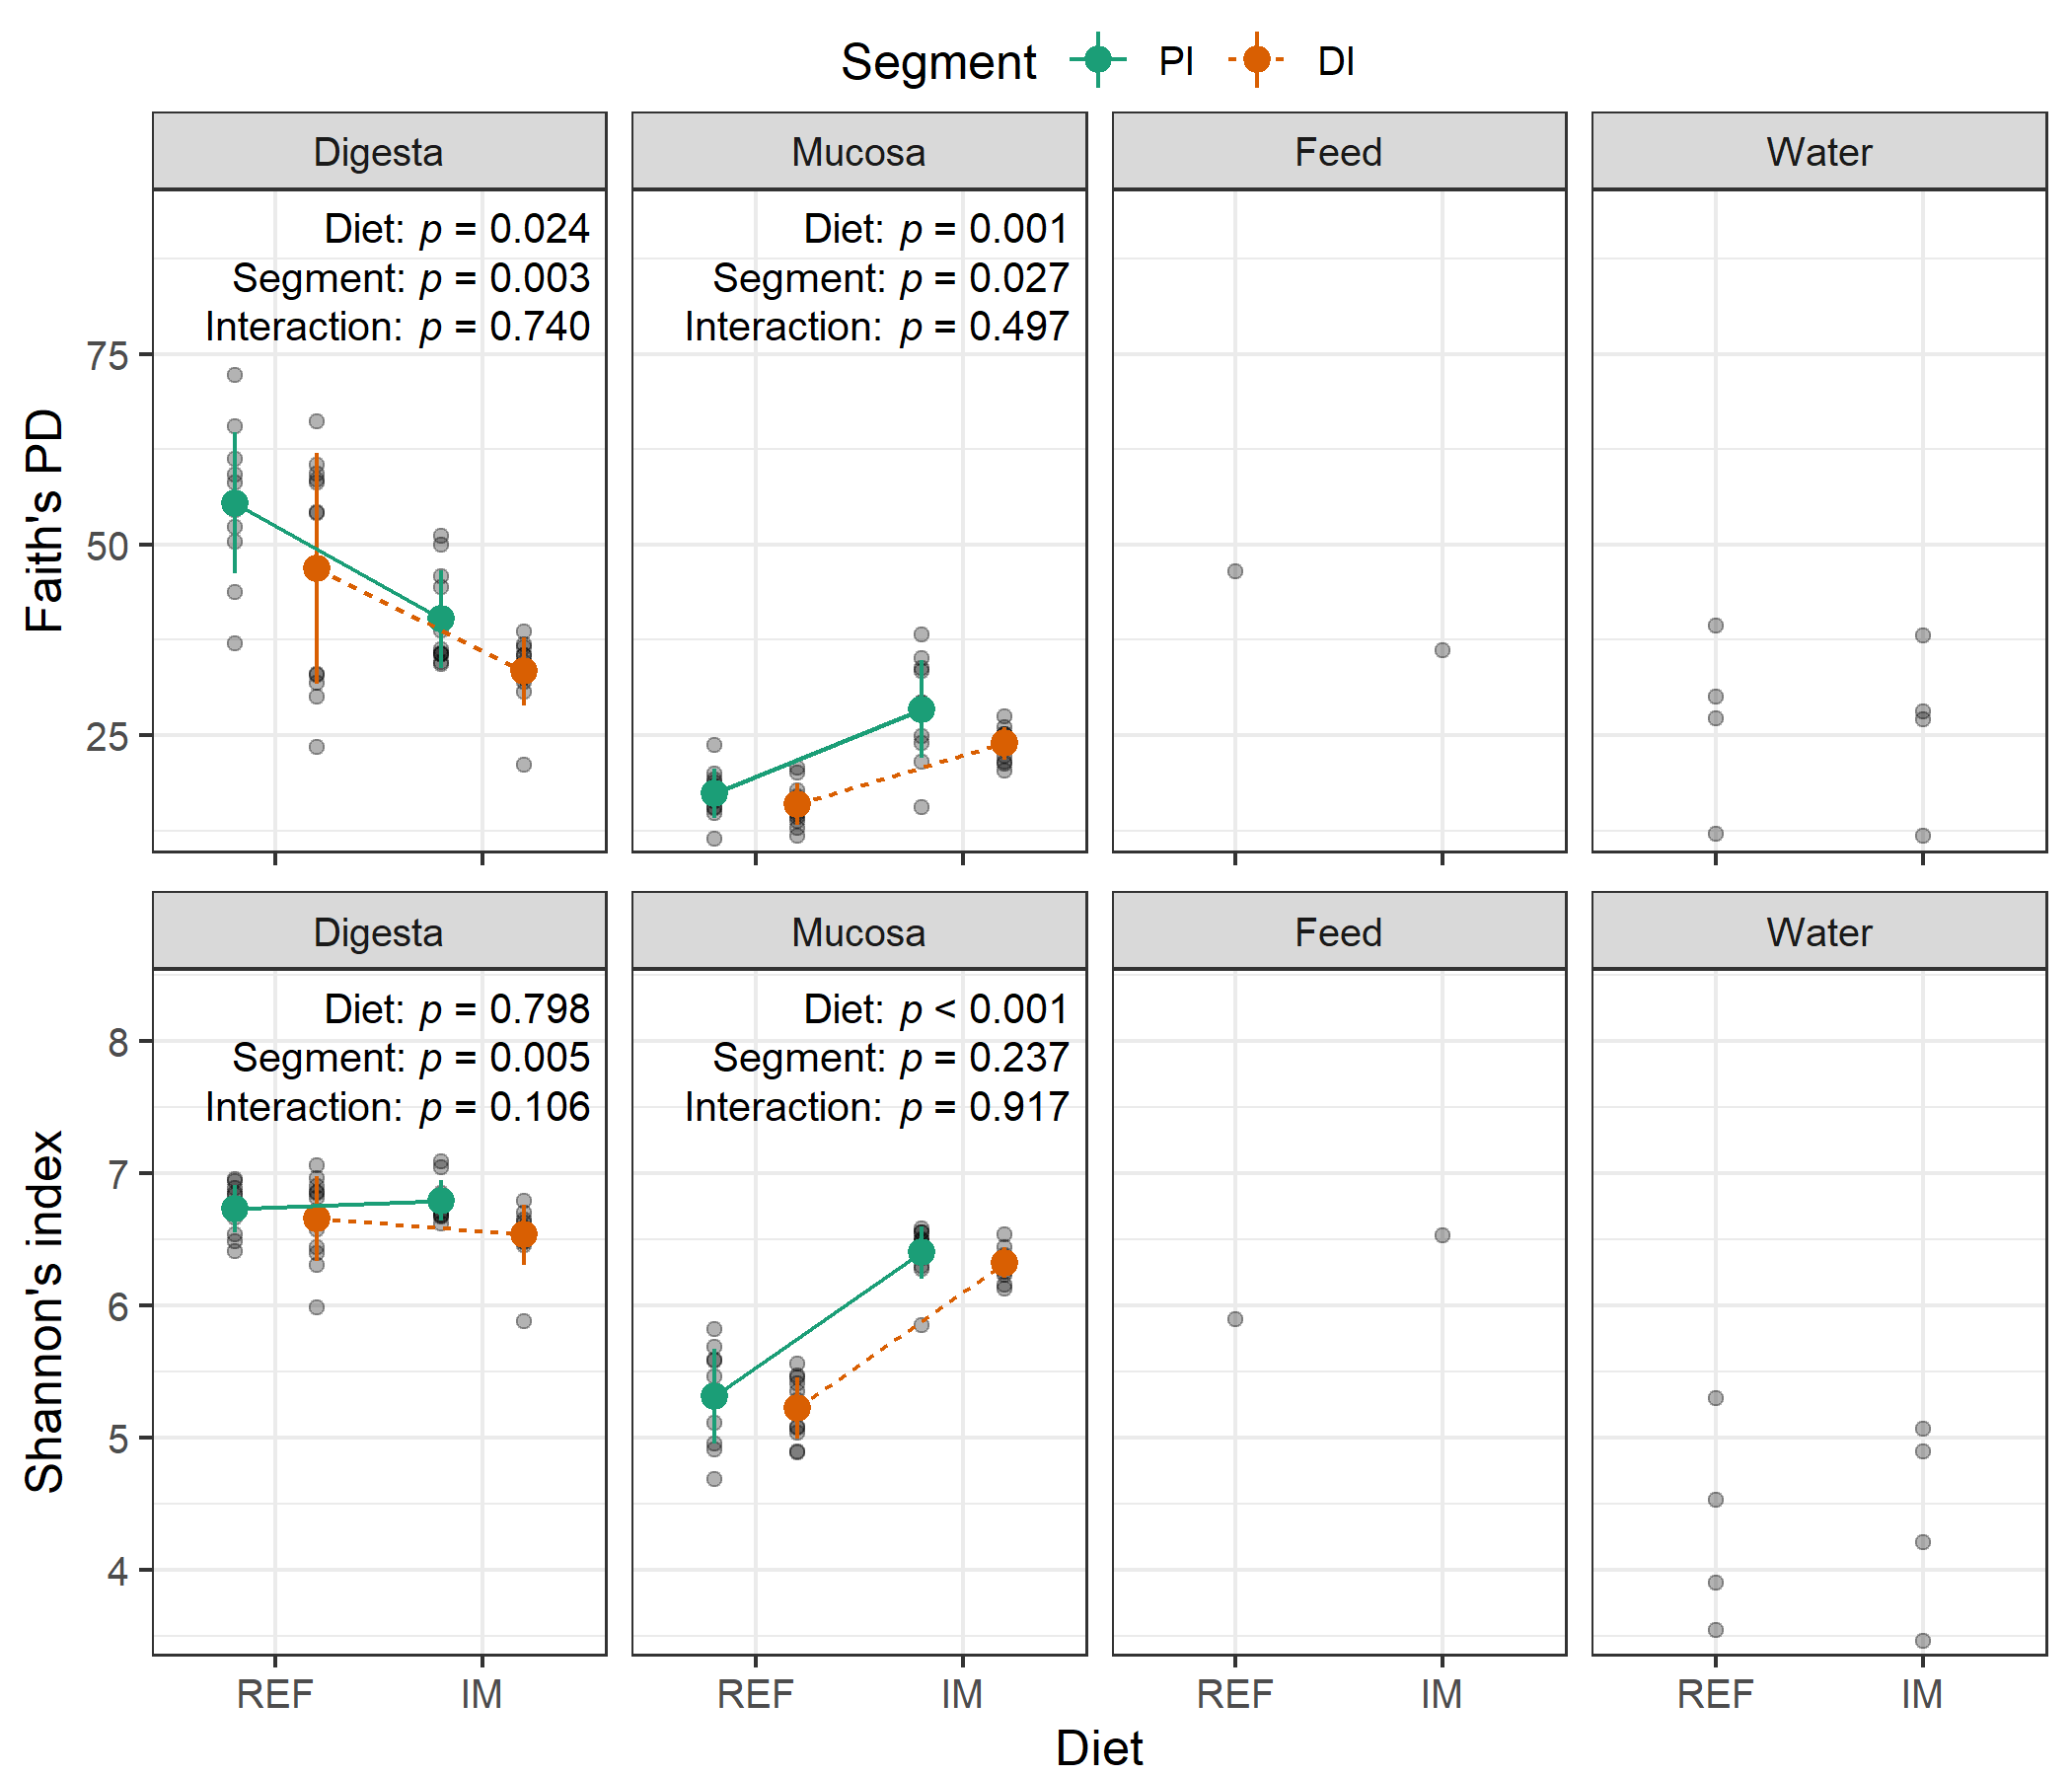 Segment PI DI
Digesta Mucosa Feed Water
Diet: p = 0.024
Segment: p = 0.003
Interaction: p = 0.740
Diet: p = 0.001
Segment: p = 0.027
Interaction: p = 0.497
Faith's PD
75
50
25
Digesta Mucosa Feed Water
Diet: p = 0.798
Segment: p = 0.005
Interaction: p = 0.106
Diet: p < 0.001
Segment: p = 0.237
Interaction: p = 0.917
Shannon's index
8
7
6
5
4
REF IM REF IM REF IM REF IM
Diet